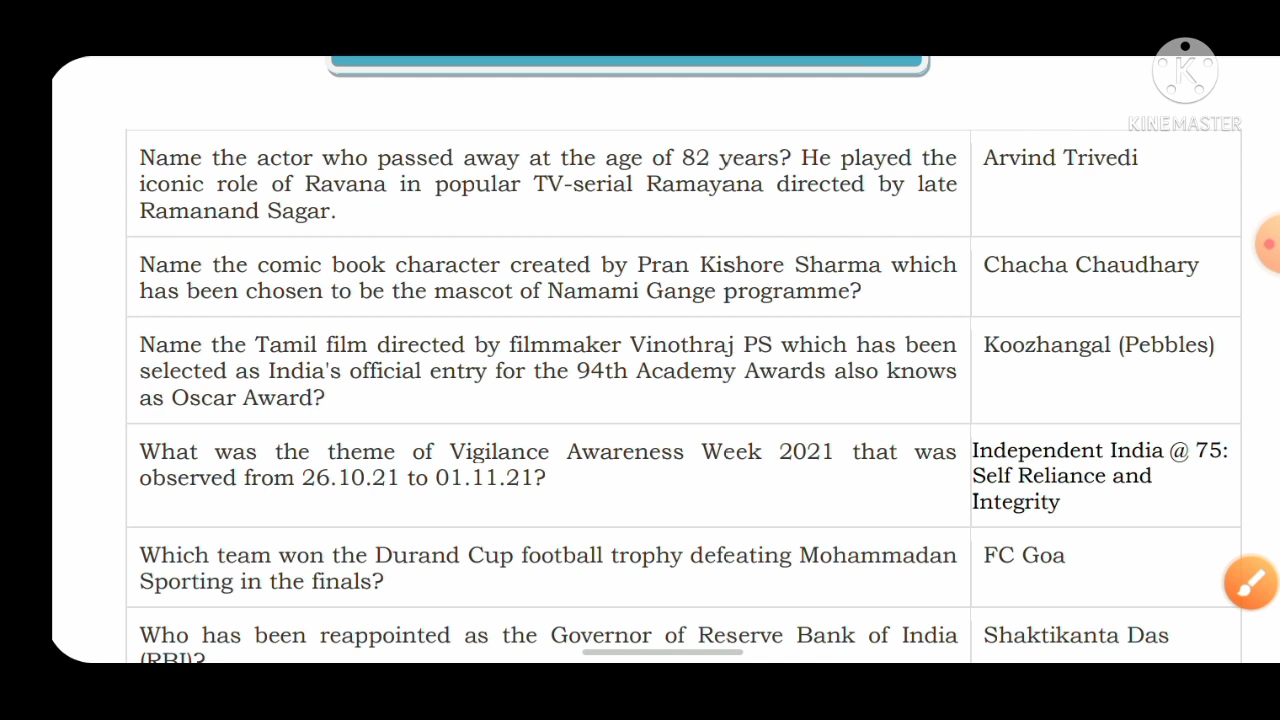 KINEMASTER
Name the actor who passed away at the age of 82 years? He played the
iconic role of Ravana in popular TV-serial Ramayana directed by late
Ramanand Sagar.
Arvind Trivedi
Name the comic book character created by Pran Kishore Sharma which
has been chosen to be the mascot of Namami Gange programme?
Chacha Chaudhary
Name the Tamil film directed by filmmaker Vinothraj PS which has been
selected as India's official entry for the 94th Academy Awards also knows
as Oscar Award?
Koozhangal (Pebbles)
What was the theme of Vigilance Awareness Week 2021 that was
observed from 26.10.21 to 01.11.21?
Independent India @ 75:
Self Reliance and
Integrity
Which team won the Durand Cup football trophy defeating Mohammadan
Sporting in the finals?
FC Goa
Who has been reappointed as the Governor of Reserve Bank of India
(RBI)?
Shaktikanta Das